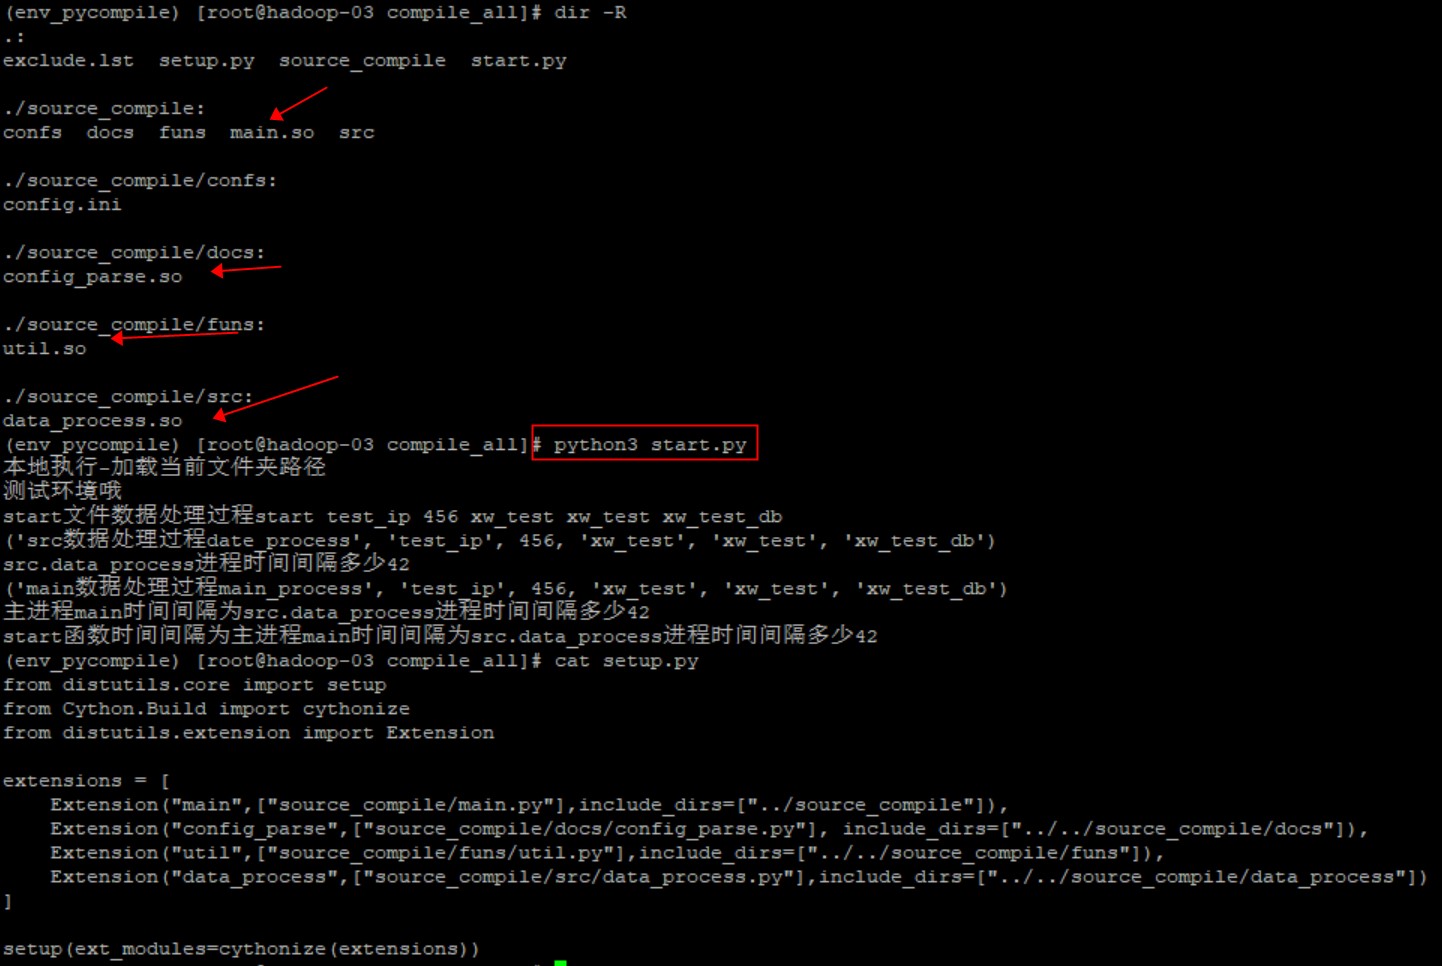 (env_pycompile) [root@hadoop-03 compile_all]# dir -R
.:
exclude.lst  setup.py  source_compile  start.py
./source_compile:
confs  docs  funs  main.so  src
./source_compile/confs:
config.ini
./source_compile/docs:
config_parse.so
./source_compile/funs:
util.so
./source_compile/src:
data_process.so
(env_pycompile) [root@hadoop-03 compile_all]# python3 start.py
本地执行-加载当前文件夹路径
测试环境哦
start文件数据处理过程start test_ip 456 xw_test xw_test xw_test_db
('src数据处理过程date_process', 'test_ip', 456, 'xw_test', 'xw_test', 'xw_test_db')
src.data_process进程时间间隔多少42
('main数据处理过程main_process', 'test_ip', 456, 'xw_test', 'xw_test', 'xw_test_db')
主进程main时间间隔为src.data_process进程时间间隔多少42
start函数时间间隔为主进程main时间间隔为src.data_process进程时间间隔多少42
(env_pycompile) [root@hadoop-03 compile_all]# cat setup.py
from distutils.core import setup
from Cython.Build import cythonize
from distutils.extension import Extension
extensions = [
    Extension("main",["source_compile/main.py"],include_dirs=["../source_compile"]),
    Extension("config_parse",["source_compile/docs/config_parse.py"], include_dirs=["../../source_compile/docs"]),
    Extension("util",["source_compile/funs/util.py"],include_dirs=["../../source_compile/funs"]),
    Extension("data_process",["source_compile/src/data_process.py"],include_dirs=["../../source_compile/data_process"])
]
setup(ext_modules=cythonize(extensions))